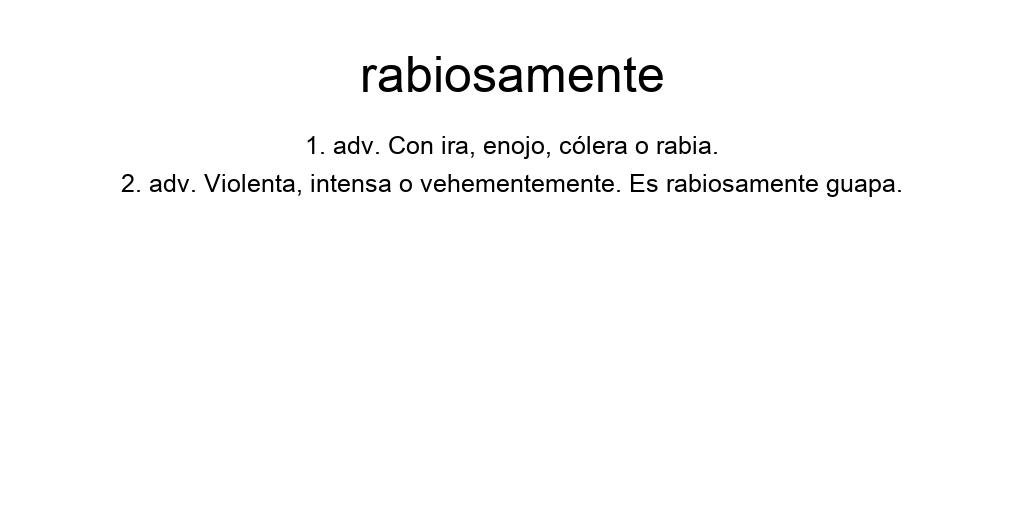 rabiosamente
1. adv. Con ira, enojo, cólera o rabia.
2. adv. Violenta, intensa o vehementemente. Es rabiosamente guapa.